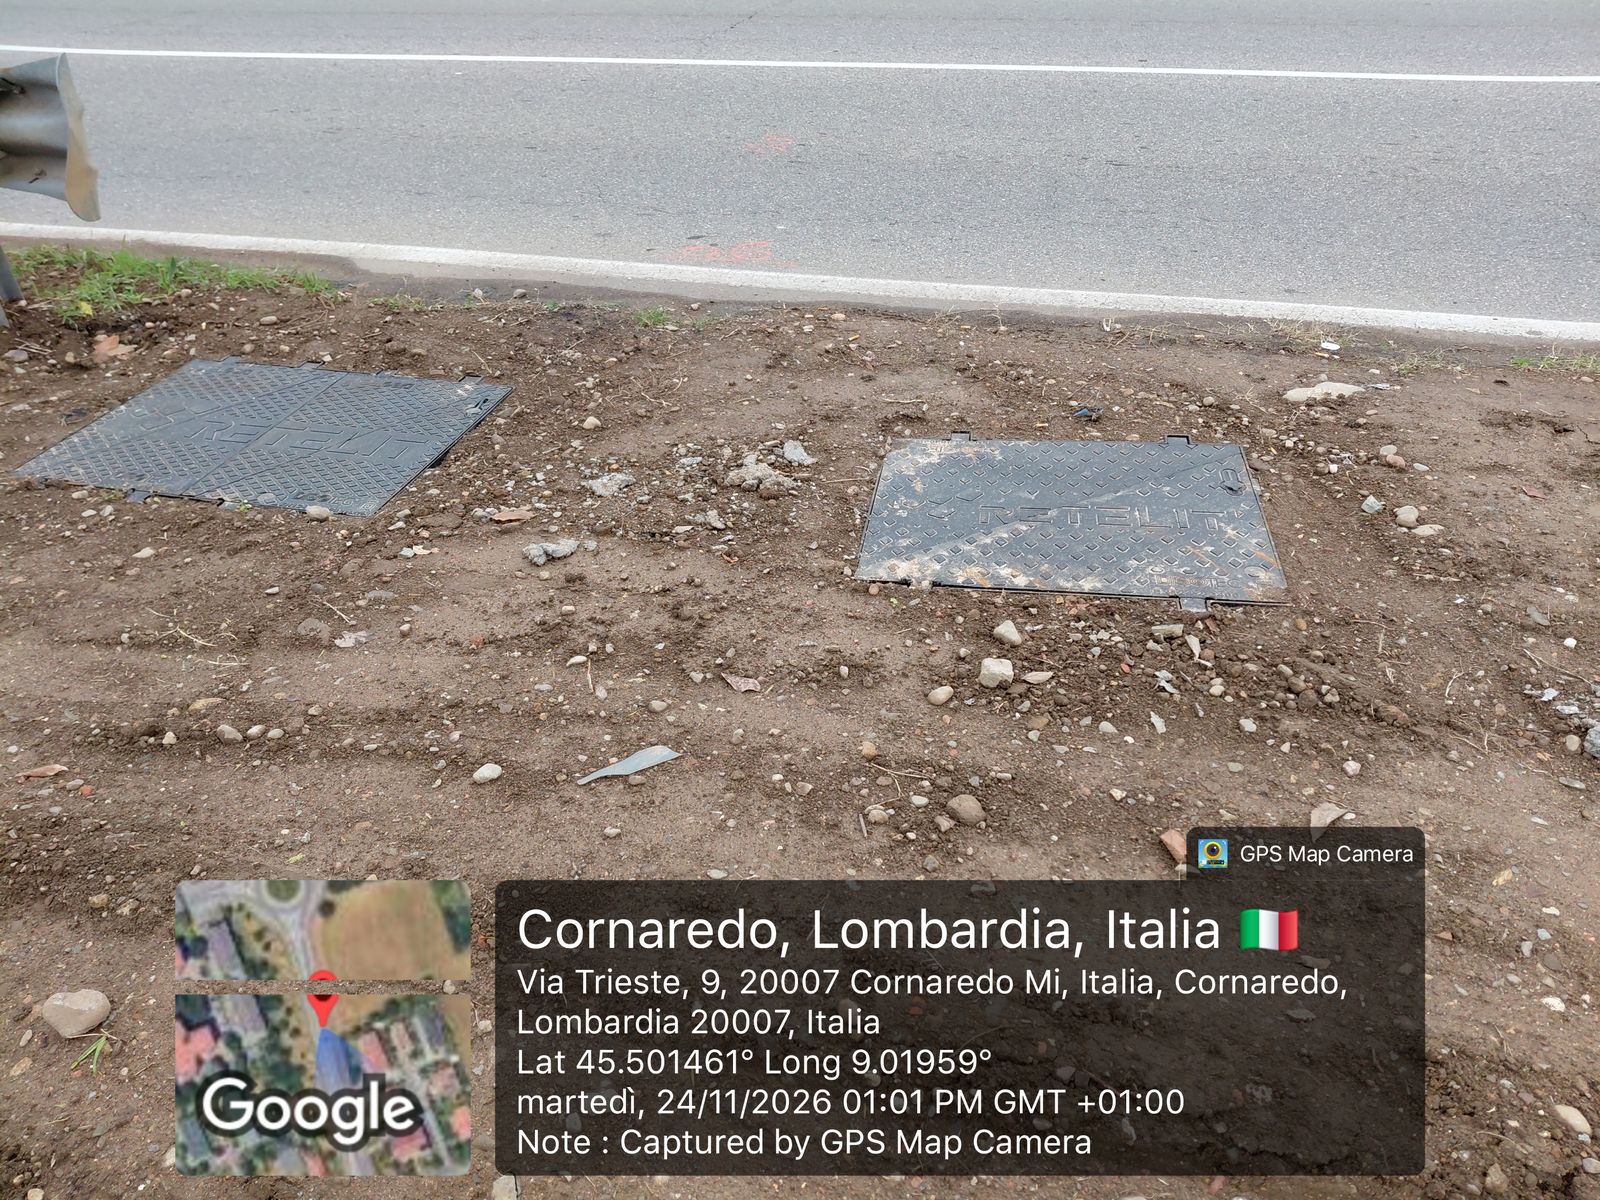 RETELIT
RETELIT
GPS Map Camera
Cornaredo, Lombardia, Italia
Via Trieste, 9, 20007 Cornaredo Mi, Italia, Cornaredo,
Lombardia 20007, Italia
Lat 45.501461° Long 9.01959°
martedì, 24/11/2026 01:01 PM GMT +01:00
Note : Captured by GPS Map Camera
Google